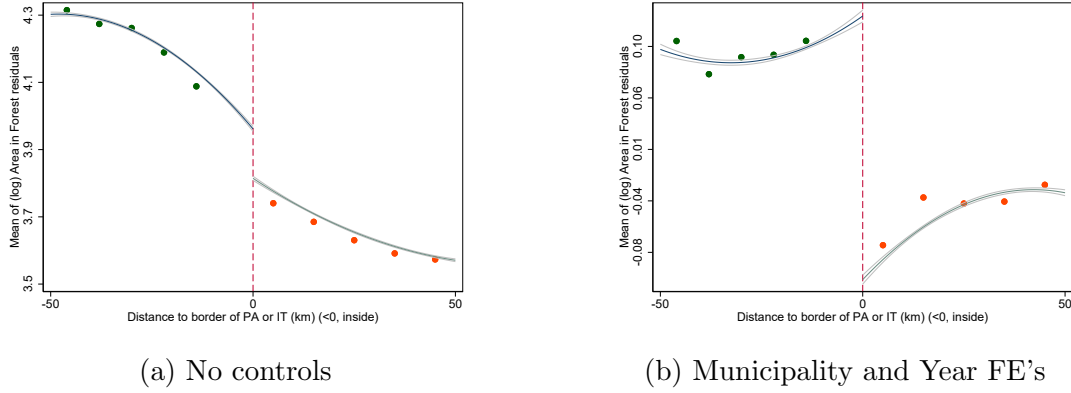 Mean of (log) Area in Forest residuals
4.3
4.1
3.9
3.7
3.5
-50
0
50
Distance to border of PA or IT (km) (<0, inside)
(a) No controls
Mean of (log) Area in Forest residuals
0.10
0.06
0.01
-0.04
-0.08
-50
0
50
Distance to border of PA or IT (km) (<0, inside)
(b) Municipality and Year FE's